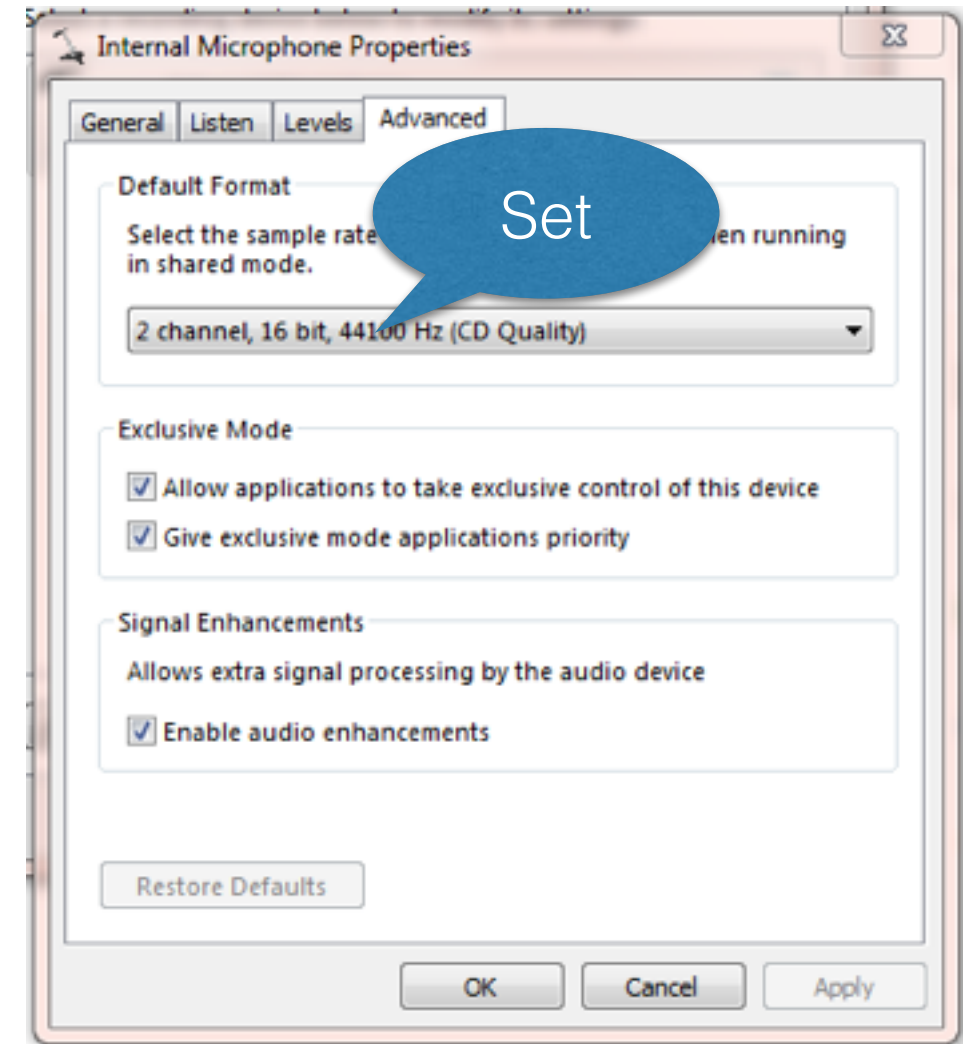 Internal Microphone Properties
General Listen Levels Advanced
Default Format
Set
Select the sample rate en running
in shared mode.
2 channel, 16 bit, 44100 Hz (CD Quality)
Exclusive Mode
Allow applications to take exclusive control of this device
Give exclusive mode applications priority
Signal Enhancements
Allows extra signal processing by the audio device
Enable audio enhancements
Restore Defaults
OK Cancel Apply